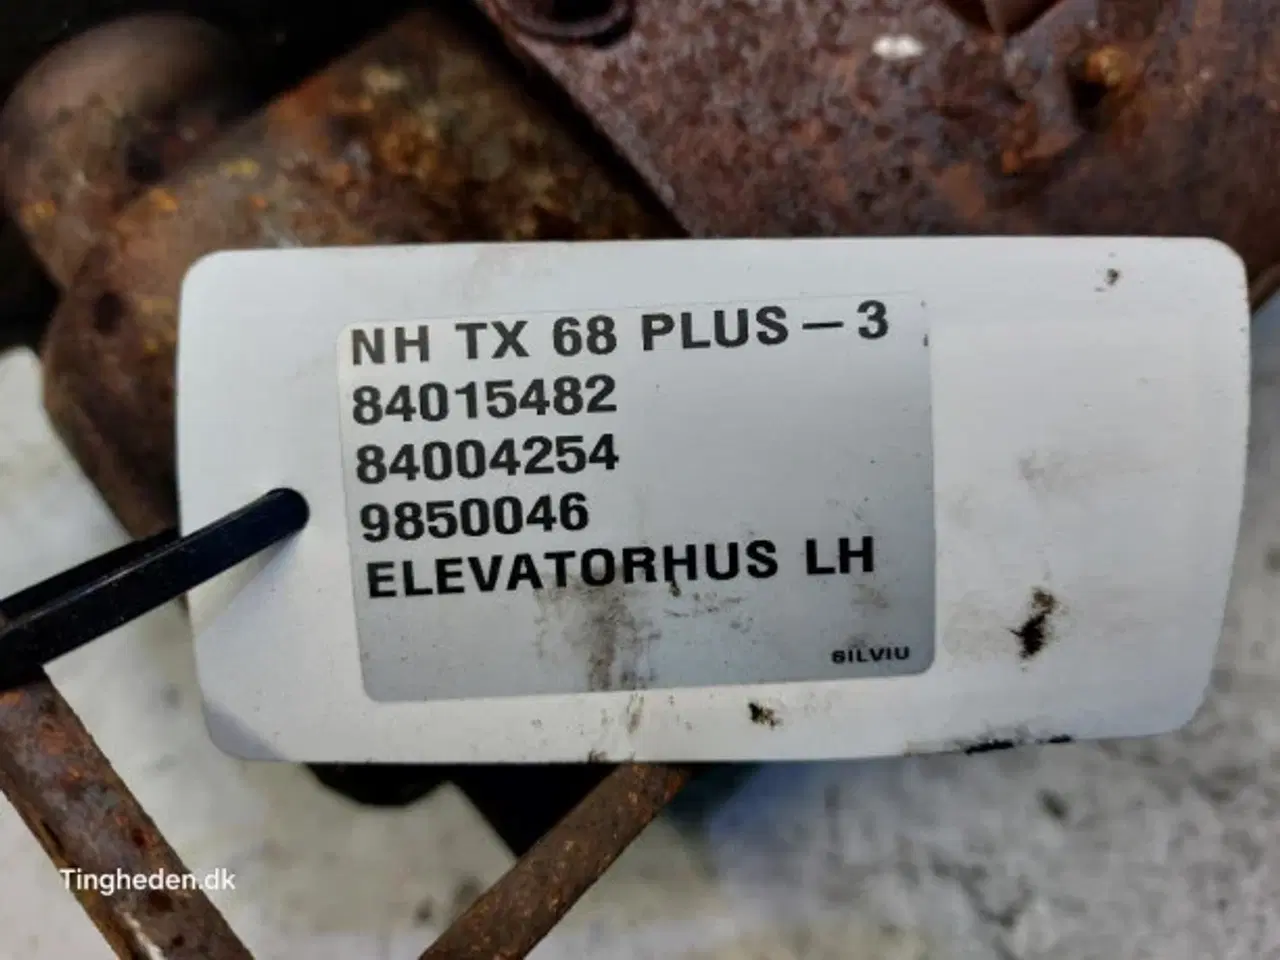 NH TX 68 PLUS - 3
84015482
84004254
9850046
ELEVATORHUS LH
SILVIU
Tingheden.dk